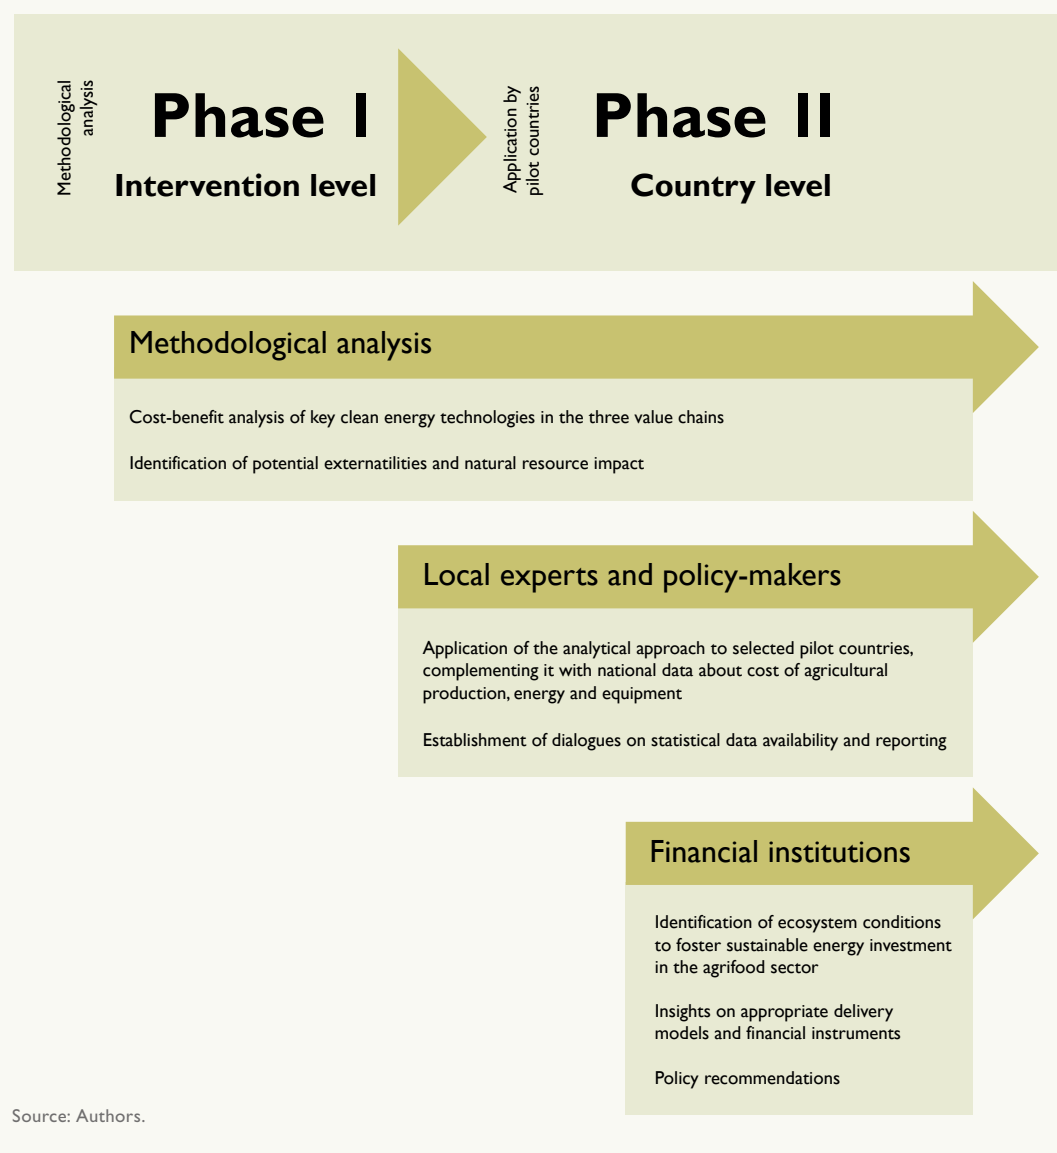 Methodological
analysis
Phase I
Intervention level
Application by
pilot countries
Phase II
Country level
Methodological analysis
Cost-benefit analysis of key clean energy technologies in the three value chains
Identification of potential externatilities and natural resource impact
Local experts and policy-makers
Application of the analytical approach to selected pilot countries,
complementing it with national data about cost of agricultural
production, energy and equipment
Establishment of dialogues on statistical data availability and reporting
Financial institutions
Identification of ecosystem conditions
to foster sustainable energy investment
in the agrifood sector
Insights on appropriate delivery
models and financial instruments
Policy recommendations
Source: Authors.